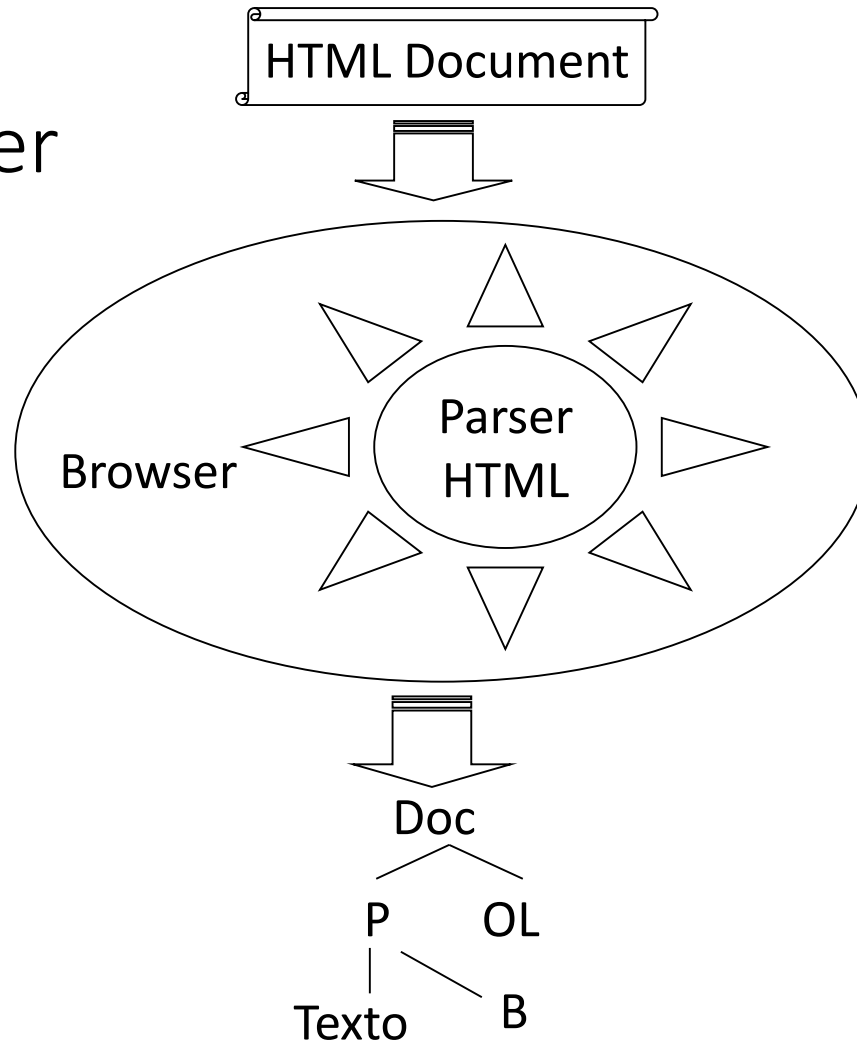 HTML Document
er
Parser
HTML
Browser
Doc
P OL
Texto B